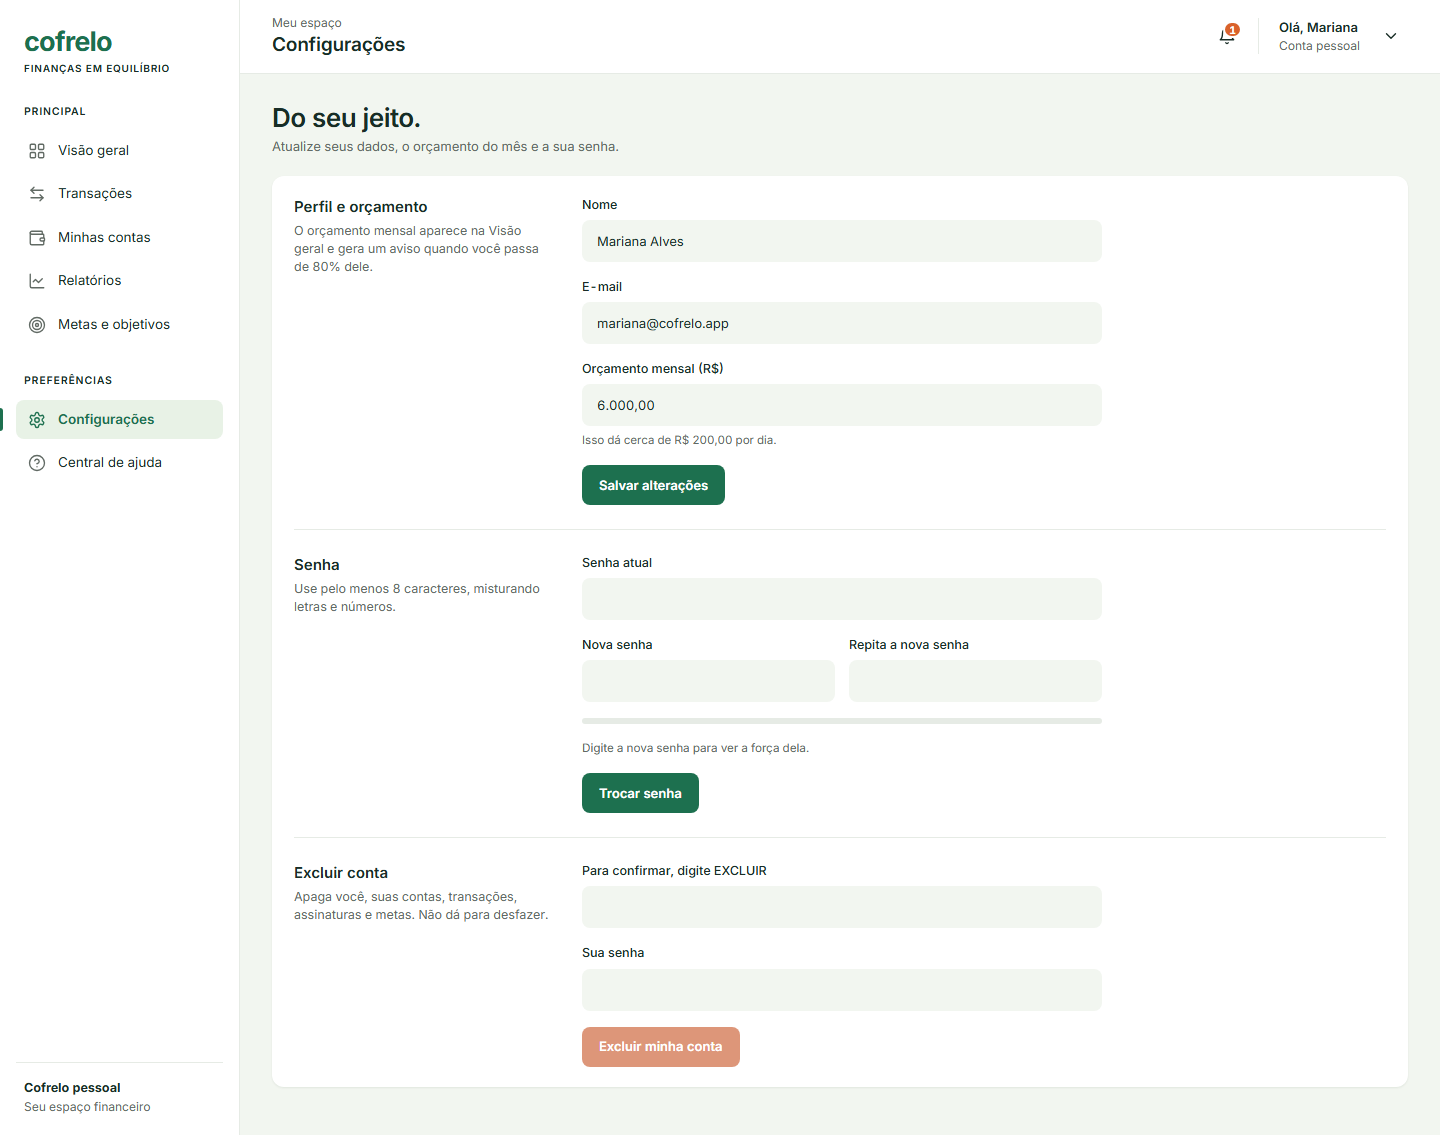 cofrelo
FINANÇAS EM EQUILÍBRIO
PRINCIPAL
Visão geral
Transações
Minhas contas
Relatórios
Metas e objetivos
PREFERÊNCIAS
Configurações
Central de ajuda
Cofrelo pessoal
Seu espaço financeiro
Meu espaço
Configurações
1
Olá, Mariana
Conta pessoal
Do seu jeito.
Atualize seus dados, o orçamento do mês e a sua senha.
Perfil e orçamento
O orçamento mensal aparece na Visão
geral e gera um aviso quando você passa
de 80% dele.
Nome
Mariana Alves
E-mail
mariana@cofrelo.app
Orçamento mensal (R$)
6.000,00
Isso dá cerca de R$ 200,00 por dia.
Salvar alterações
Senha
Use pelo menos 8 caracteres, misturando
letras e números.
Senha atual
Nova senha
Repita a nova senha
Digite a nova senha para ver a força dela.
Trocar senha
Excluir conta
Apaga você, suas contas, transações,
assinaturas e metas. Não dá para desfazer.
Para confirmar, digite EXCLUIR
Sua senha
Excluir minha conta